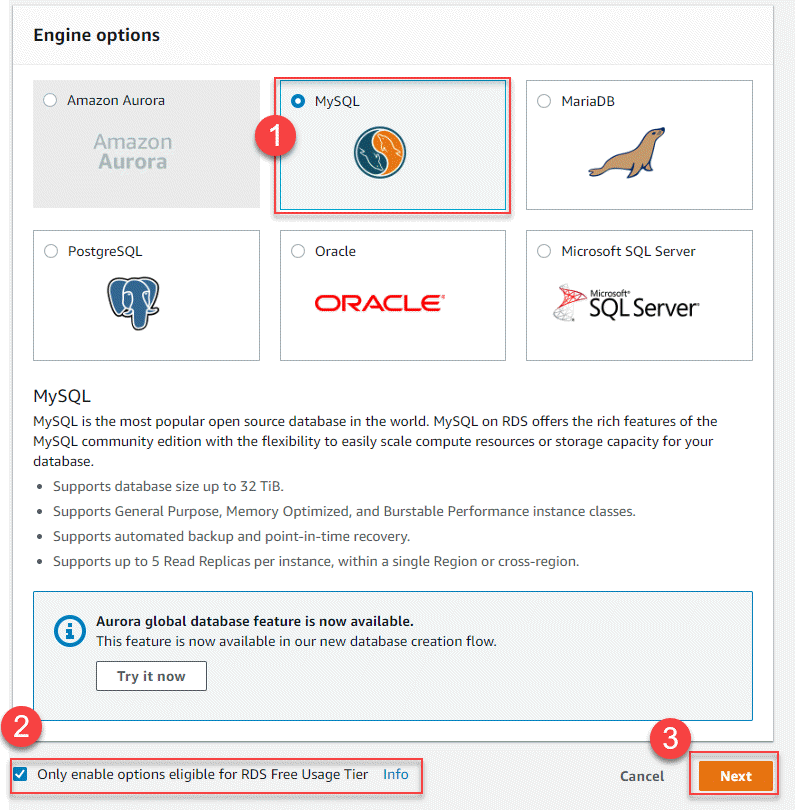 Engine options
Amazon Aurora
Amazon
Aurora
MySQL
MariaDB
1
PostgreSQL
Oracle
ORACLE®
Microsoft SQL Server
Microsoft®
SQL Server®
MySQL
MySQL is the most popular open source database in the world. MySQL on RDS offers the rich features of the
MySQL community edition with the flexibility to easily scale compute resources or storage capacity for your
database.
• Supports database size up to 32 TiB.
• Supports General Purpose, Memory Optimized, and Burstable Performance instance classes.
• Supports automated backup and point-in-time recovery.
• Supports up to 5 Read Replicas per instance, within a single Region or cross-region.
Aurora global database feature is now available.
This feature is now available in our new database creation flow.
Try it now
2
Only enable options eligible for RDS Free Usage Tier Info
3
Cancel
Next